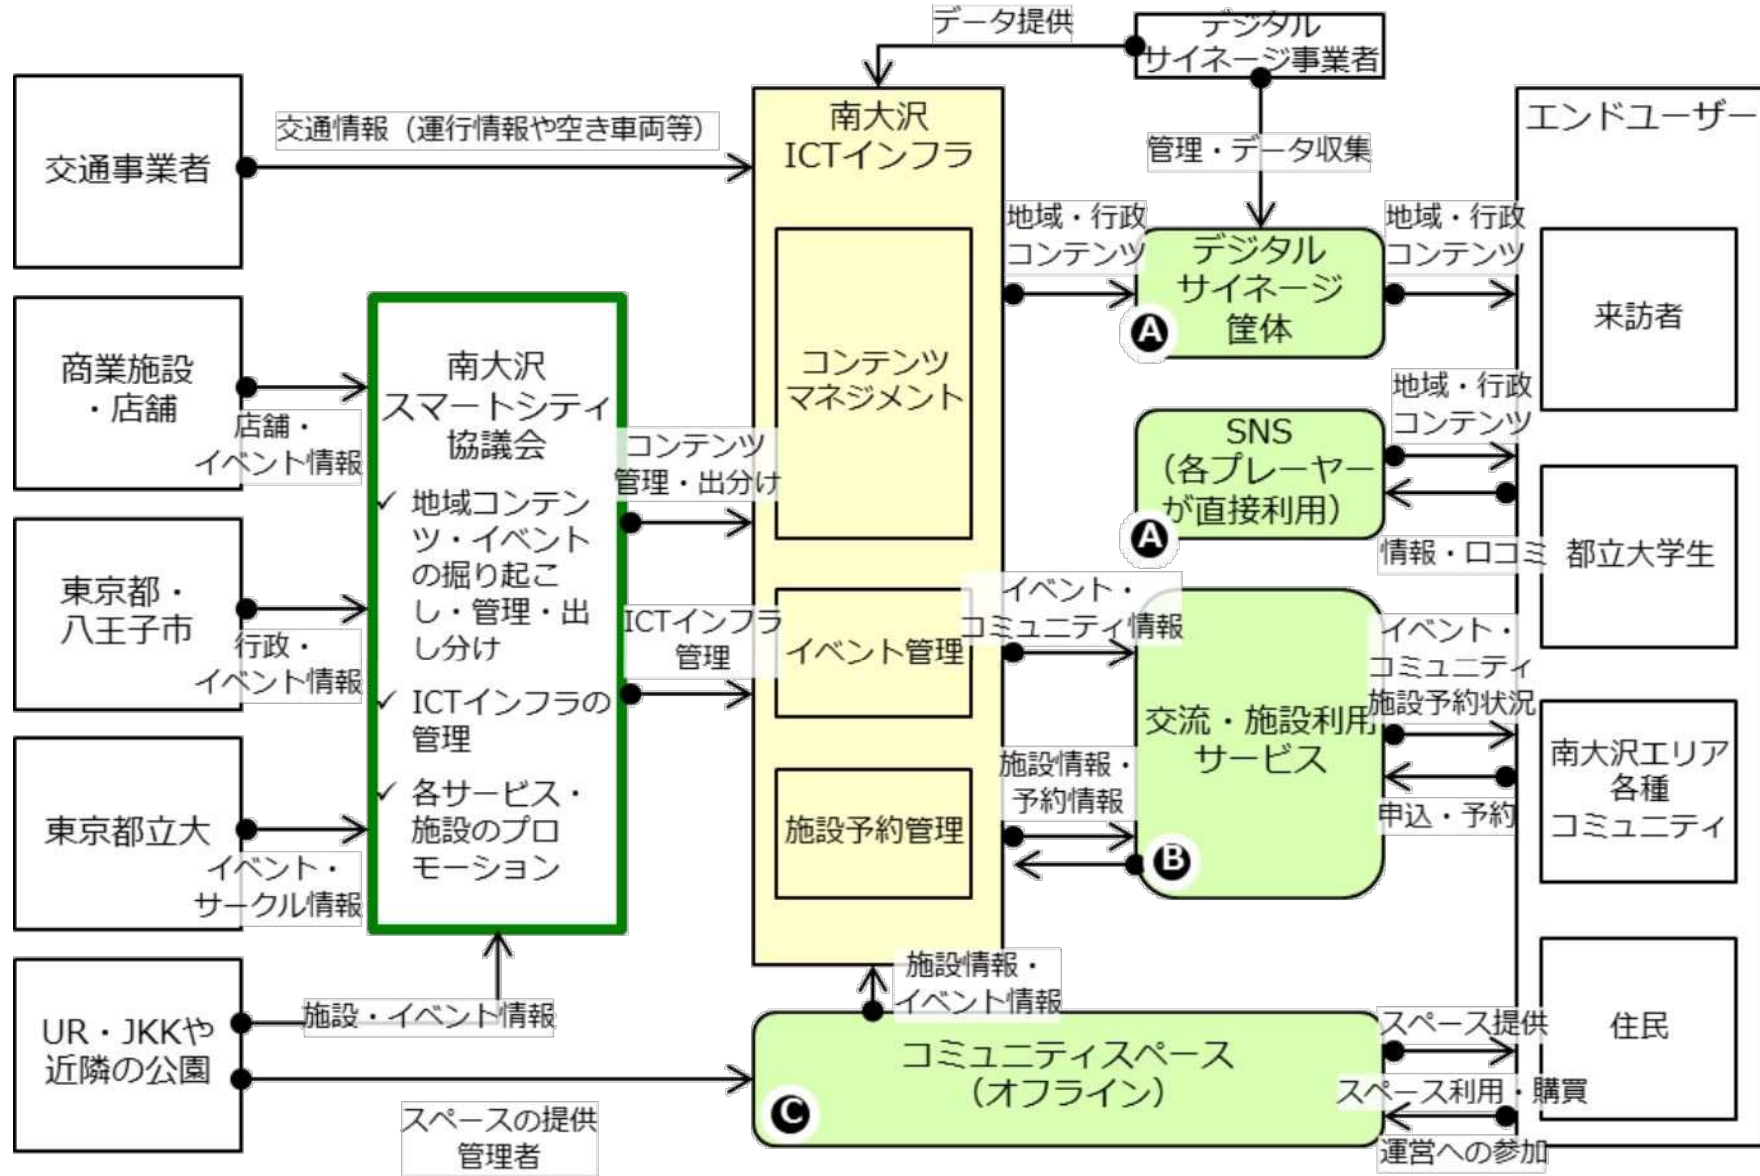 データ提供
デジタル
サイネージ事業者
交通事業者
交通情報（運行情報や空き車両等）
南大沢
ICTインフラ
管理・データ収集
エンドユーザー
地域・行政
コンテンツ
デジタル
サイネージ
筐体
A
地域・行政
コンテンツ
来訪者
商業施設
・店舗
店舗・
イベント情報
南大沢
スマートシティ
協議会
✓ 地域コンテン
ツ・イベント
の掘り起こ
し・管理・出
し分け
✓ ICTインフラの
管理
✓ 各サービス・
施設のプロ
モーション
コンテンツ
管理・出分け
コンテンツ
マネジメント
SNS
（各プレーヤー
が直接利用）
A
地域・行政
コンテンツ
情報・口コミ
都立大学生
東京都・
八王子市
行政・
イベント情報
ICTインフラ
管理
イベント管理
イベント・
コミュニティ情報
交流・施設利用
サービス
B
イベント・
コミュニティ
施設予約状況
申込・予約
南大沢エリア
各種
コミュニティ
東京都立大
イベント・
サークル情報
施設予約管理
施設情報・
予約情報
UR・JKKや
近隣の公園
施設・イベント情報
スペースの提供
管理者
施設情報・
イベント情報
コミュニティスペース
（オフライン）
C
スペース提供
スペース利用・購買
運営への参加
住民